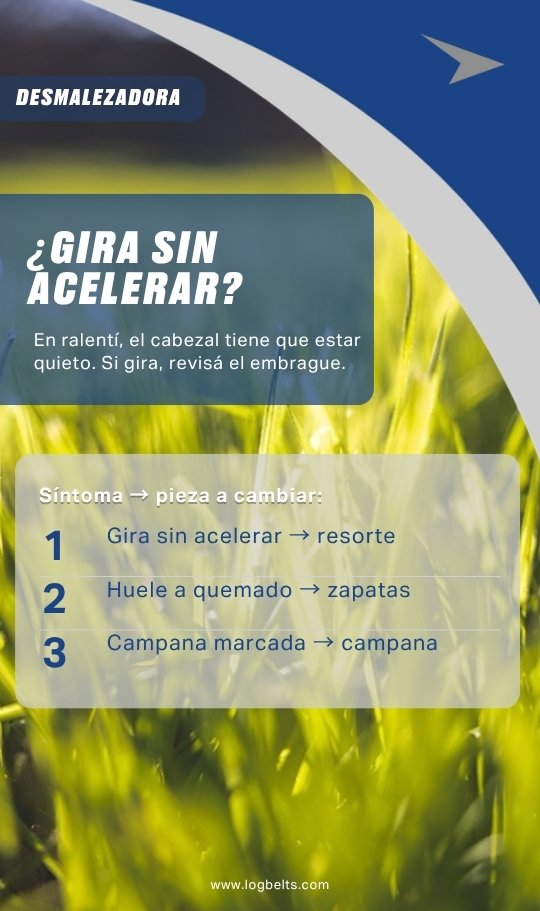 DESMALEZADORA
¿GIRA SIN
ACELERAR?
En ralentí, el cabezal tiene que estar
quieto. Si gira, revisá el embrague.
Síntoma → pieza a cambiar:
1 Gira sin acelerar → resorte
2 Huele a quemado → zapatas
3 Campana marcada → campana
www.logbelts.com